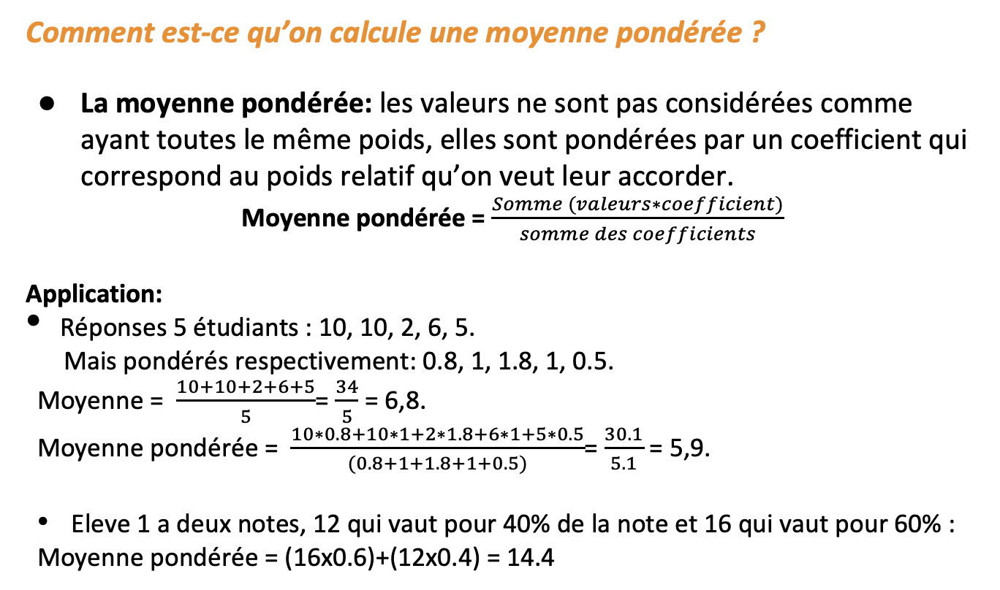 Comment est-ce qu’on calcule une moyenne pondérée ?
● La moyenne pondérée: les valeurs ne sont pas considérées comme
ayant toutes le même poids, elles sont pondérées par un coefficient qui
correspond au poids relatif qu’on veut leur accorder.
Moyenne pondérée = Somme (valeurs*coefficient) / somme des coefficients
Application:
● Réponses 5 étudiants : 10, 10, 2, 6, 5.
Mais pondérés respectivement: 0.8, 1, 1.8, 1, 0.5.
Moyenne = 10+10+2+6+5 / 5 = 34 / 5 = 6,8.
Moyenne pondérée = 10*0.8+10*1+2*1.8+6*1+5*0.5 / (0.8+1+1.8+1+0.5) = 30.1 / 5.1 = 5,9.
• Eleve 1 a deux notes, 12 qui vaut pour 40% de la note et 16 qui vaut pour 60% :
Moyenne pondérée = (16x0.6)+(12x0.4) = 14.4